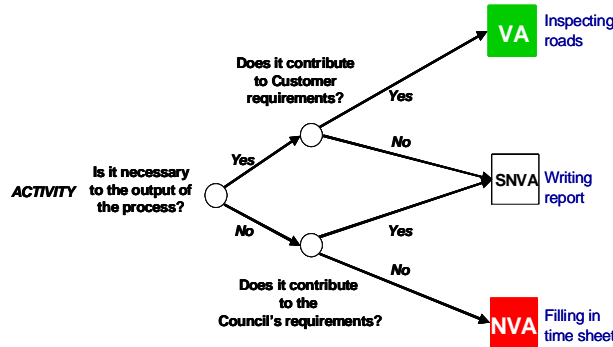 VA
Inspecting
roads
Does it contribute
to Customer
requirements?
Yes
No
Yes
ACTIVITY
Is it necessary
to the output of
the process?
SNVA
Writing
report
No
Yes
No
Does it contribute
to the
Council's requirements?
NVA
Filling in
time sheet